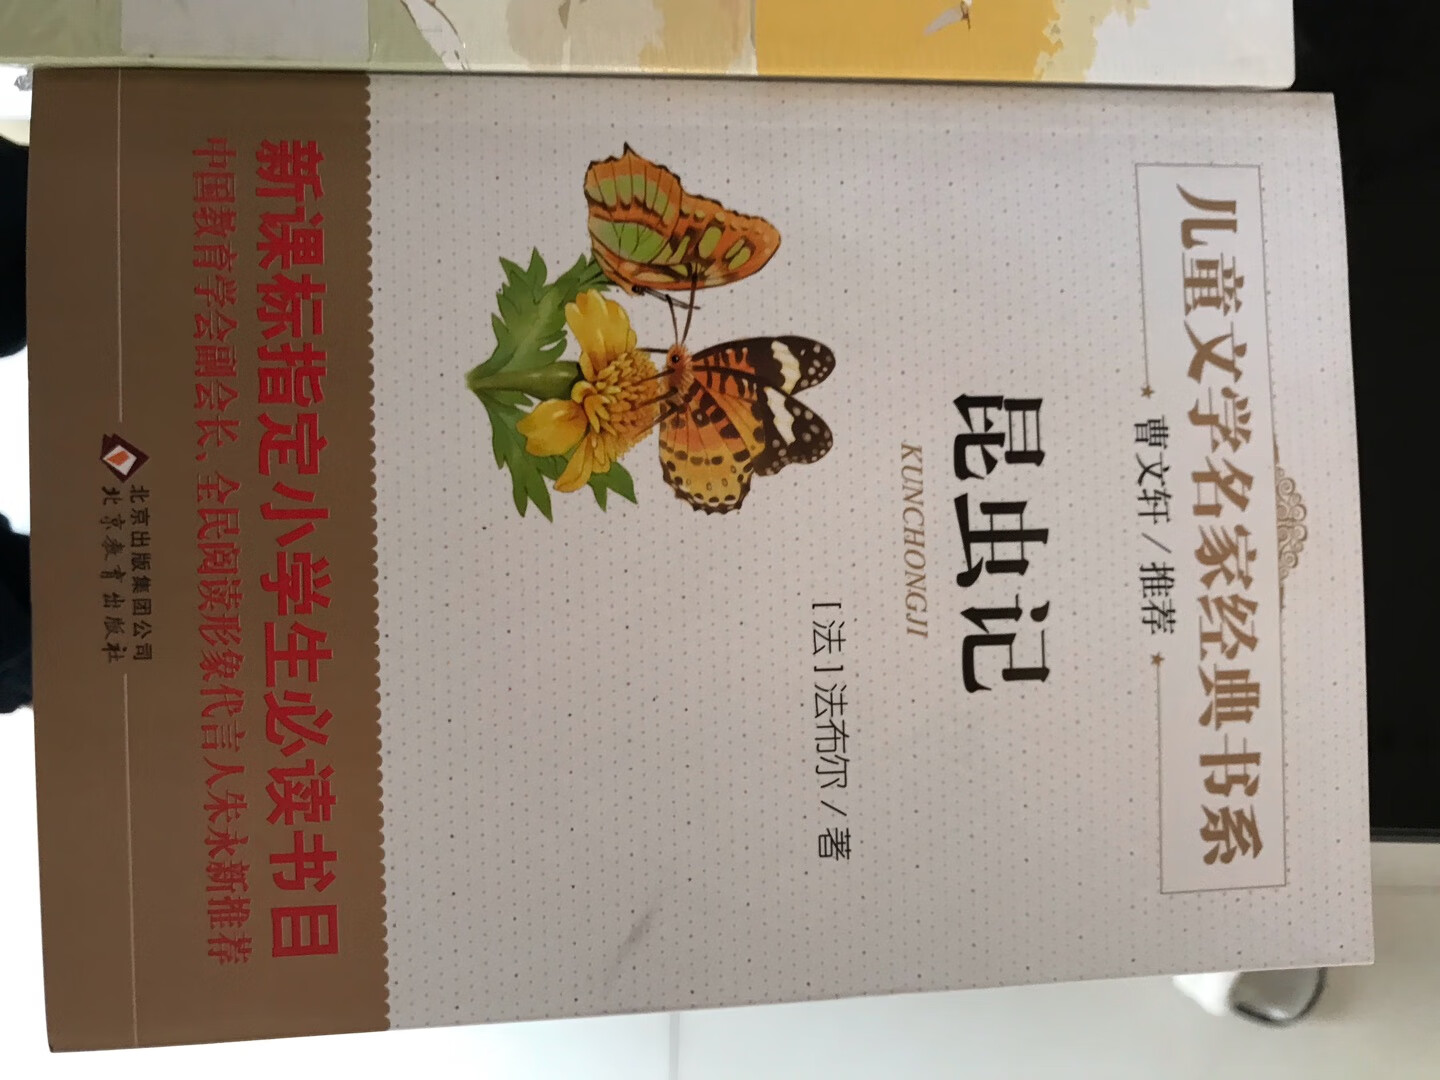 儿童文学名家经典书系
★ 曹文轩／推荐 ★
昆虫记
KUNCHONGJI
[法]法布尔／著
新课标指定小学生必读书目
中国教育学会副会长、全民阅读形象代言人朱永新推荐
北京出版集团公司
北京教育出版社